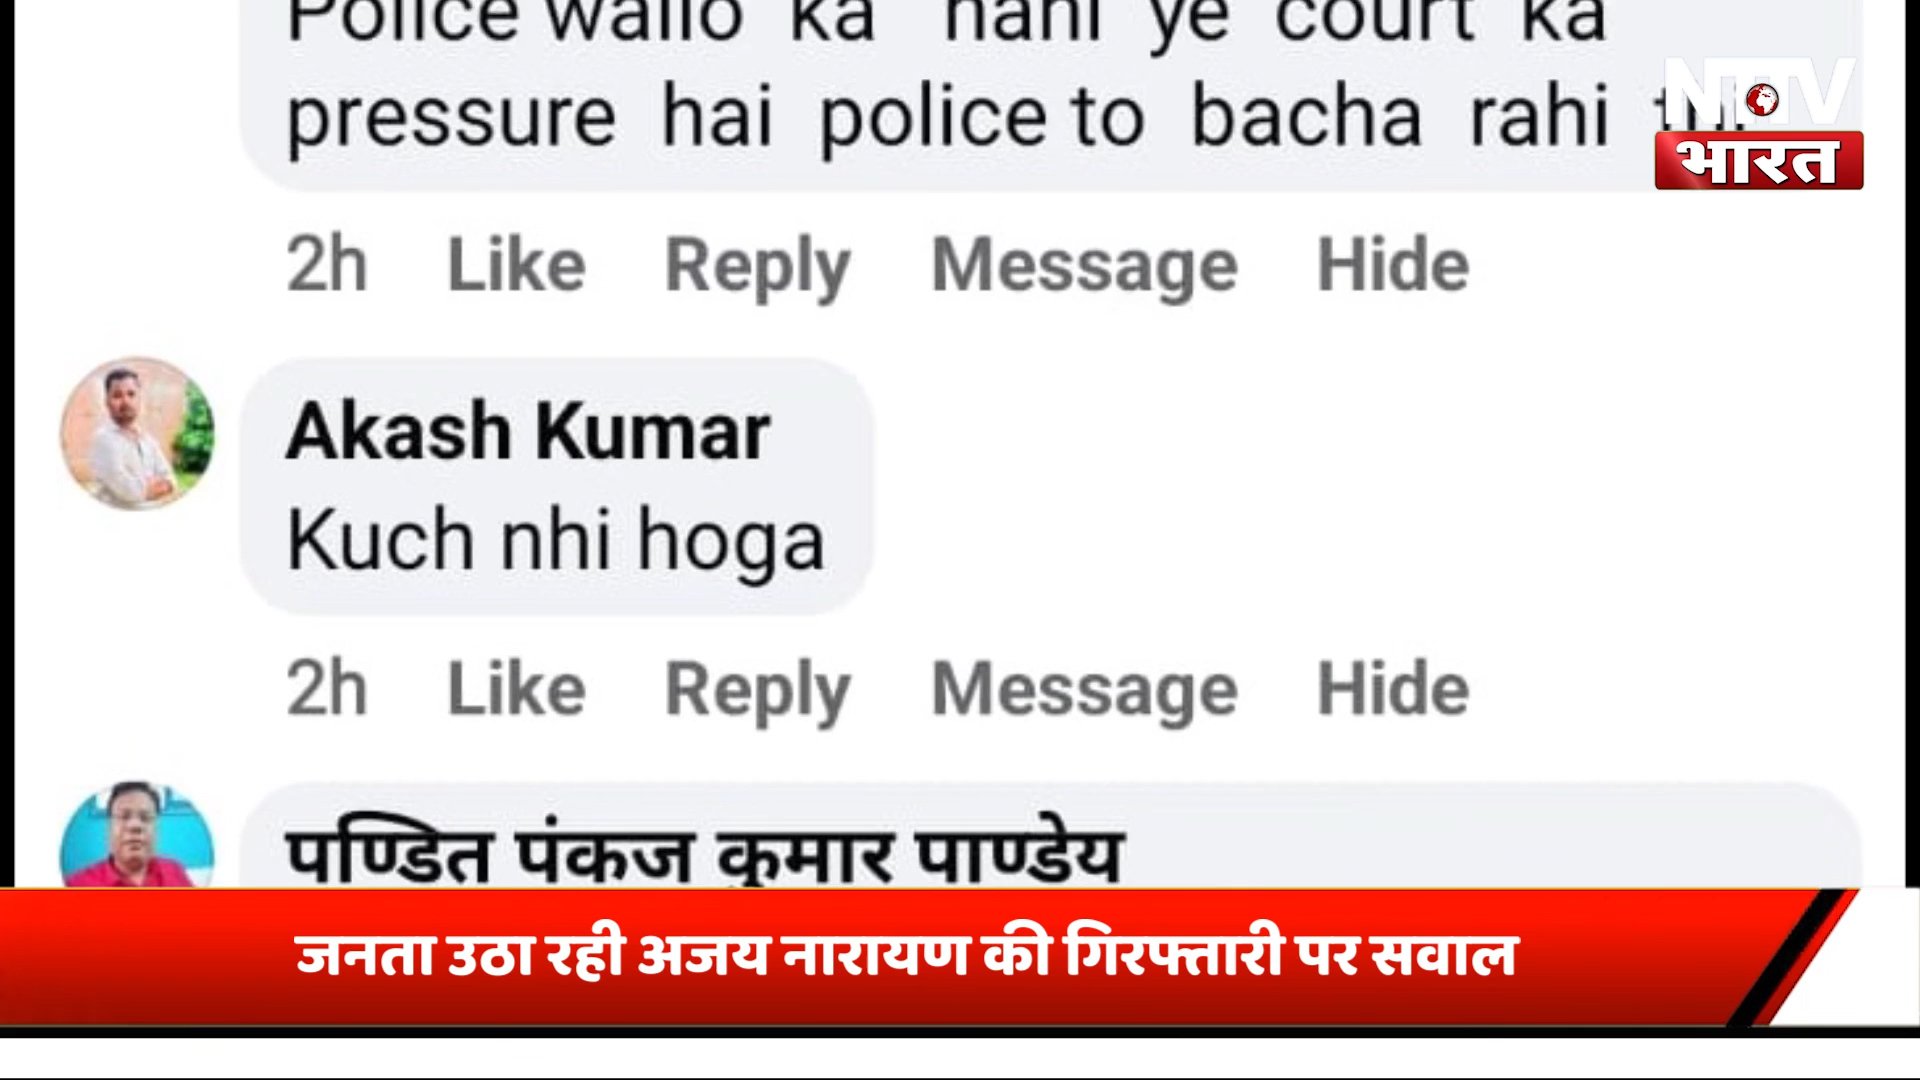 Police wallo ka nahi ye court ka
pressure hai police to bacha rahi
भारत
2h Like Reply Message Hide
Akash Kumar
Kuch nhi hoga
2h Like Reply Message Hide
पण्डित पंकज कुमार पाण्डेय
जनता उठा रही अजय नारायण की गिरफ्तारी पर सवाल